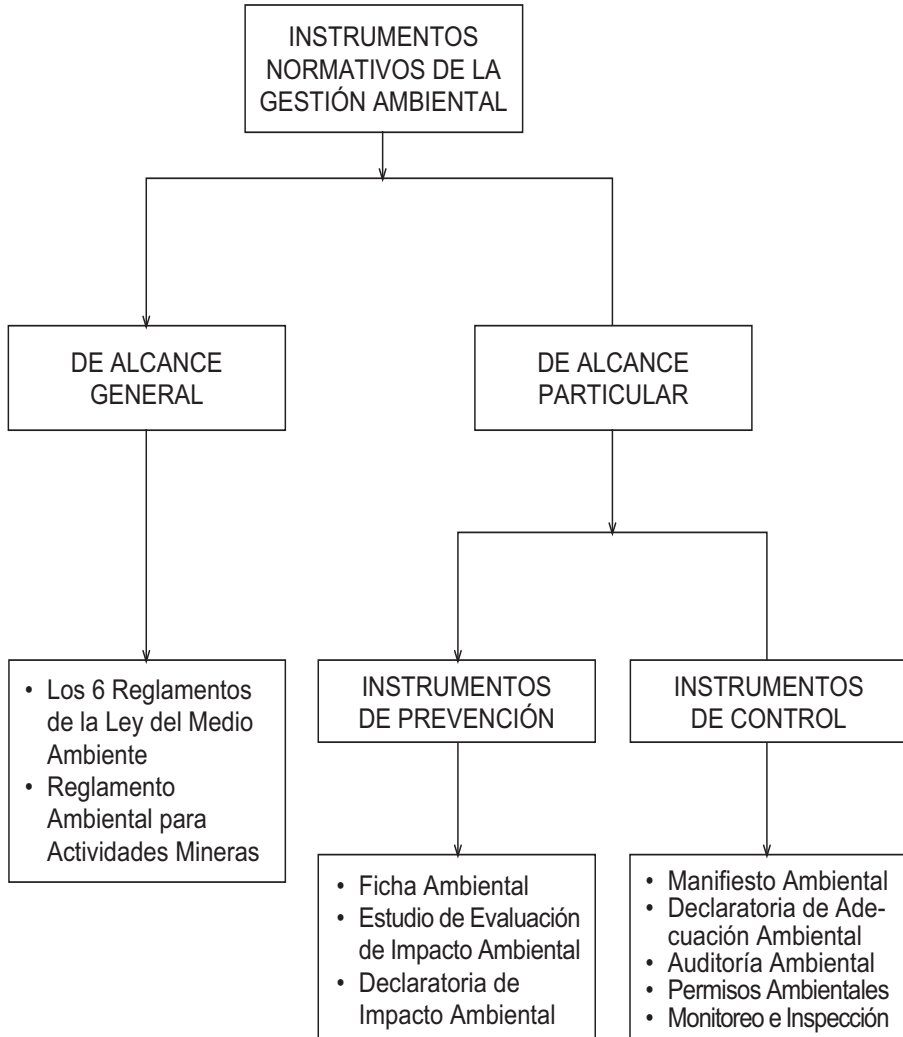 INSTRUMENTOS
NORMATIVOS DE LA
GESTIÓN AMBIENTAL
DE ALCANCE
GENERAL
DE ALCANCE
PARTICULAR
• Los 6 Reglamentos
de la Ley del Medio
Ambiente
• Reglamento
Ambiental para
Actividades Mineras
INSTRUMENTOS
DE PREVENCIÓN
INSTRUMENTOS
DE CONTROL
• Ficha Ambiental
• Estudio de Evaluación
de Impacto Ambiental
• Declaratoria de
Impacto Ambiental
• Manifiesto Ambiental
• Declaratoria de Ade-
cuación Ambiental
• Auditoría Ambiental
• Permisos Ambientales
• Monitoreo e Inspección